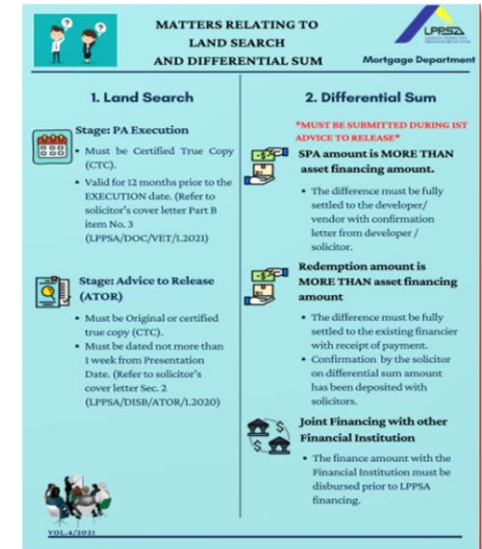 MATTERS RELATING TO
LAND SEARCH
AND DIFFERENTIAL SUM
LPPSA
Mortgage Department
1. Land Search
Stage: PA Execution
• Must be Certified True Copy
(CTC).
• Valid for 12 months prior to the
EXECUTION date. (Refer to
solicitor's cover letter Part B
item No. 3
(LPPSA/DOC/VET/1.2021)
Stage: Advice to Release
(ATOR)
• Must be Original or certified
true copy (CTC).
• Must be dated not more than
1 week from Presentation
Date. (Refer to solicitor's
cover letter Sec. 2
(LPPSA/DISB/ATOR/1.2020)
2. Differential Sum
*MUST BE SUBMITTED DURING 1ST
ADVICE TO RELEASE*
SPA amount is MORE THAN
asset financing amount.
• The difference must be fully
settled to the developer/
vendor with confirmation
letter from developer /
solicitor.
Redemption amount is
MORE THAN asset financing
amount
• The difference must be fully
settled to the existing financier
with receipt of payment.
• Confirmation by the solicitor
on differential sum amount
has been deposited with
solicitors.
Joint Financing with other
Financial Institution
• The finance amount with the
Financial Institution must be
disbursed prior to LPPSA
financing.
VOL.4/2021